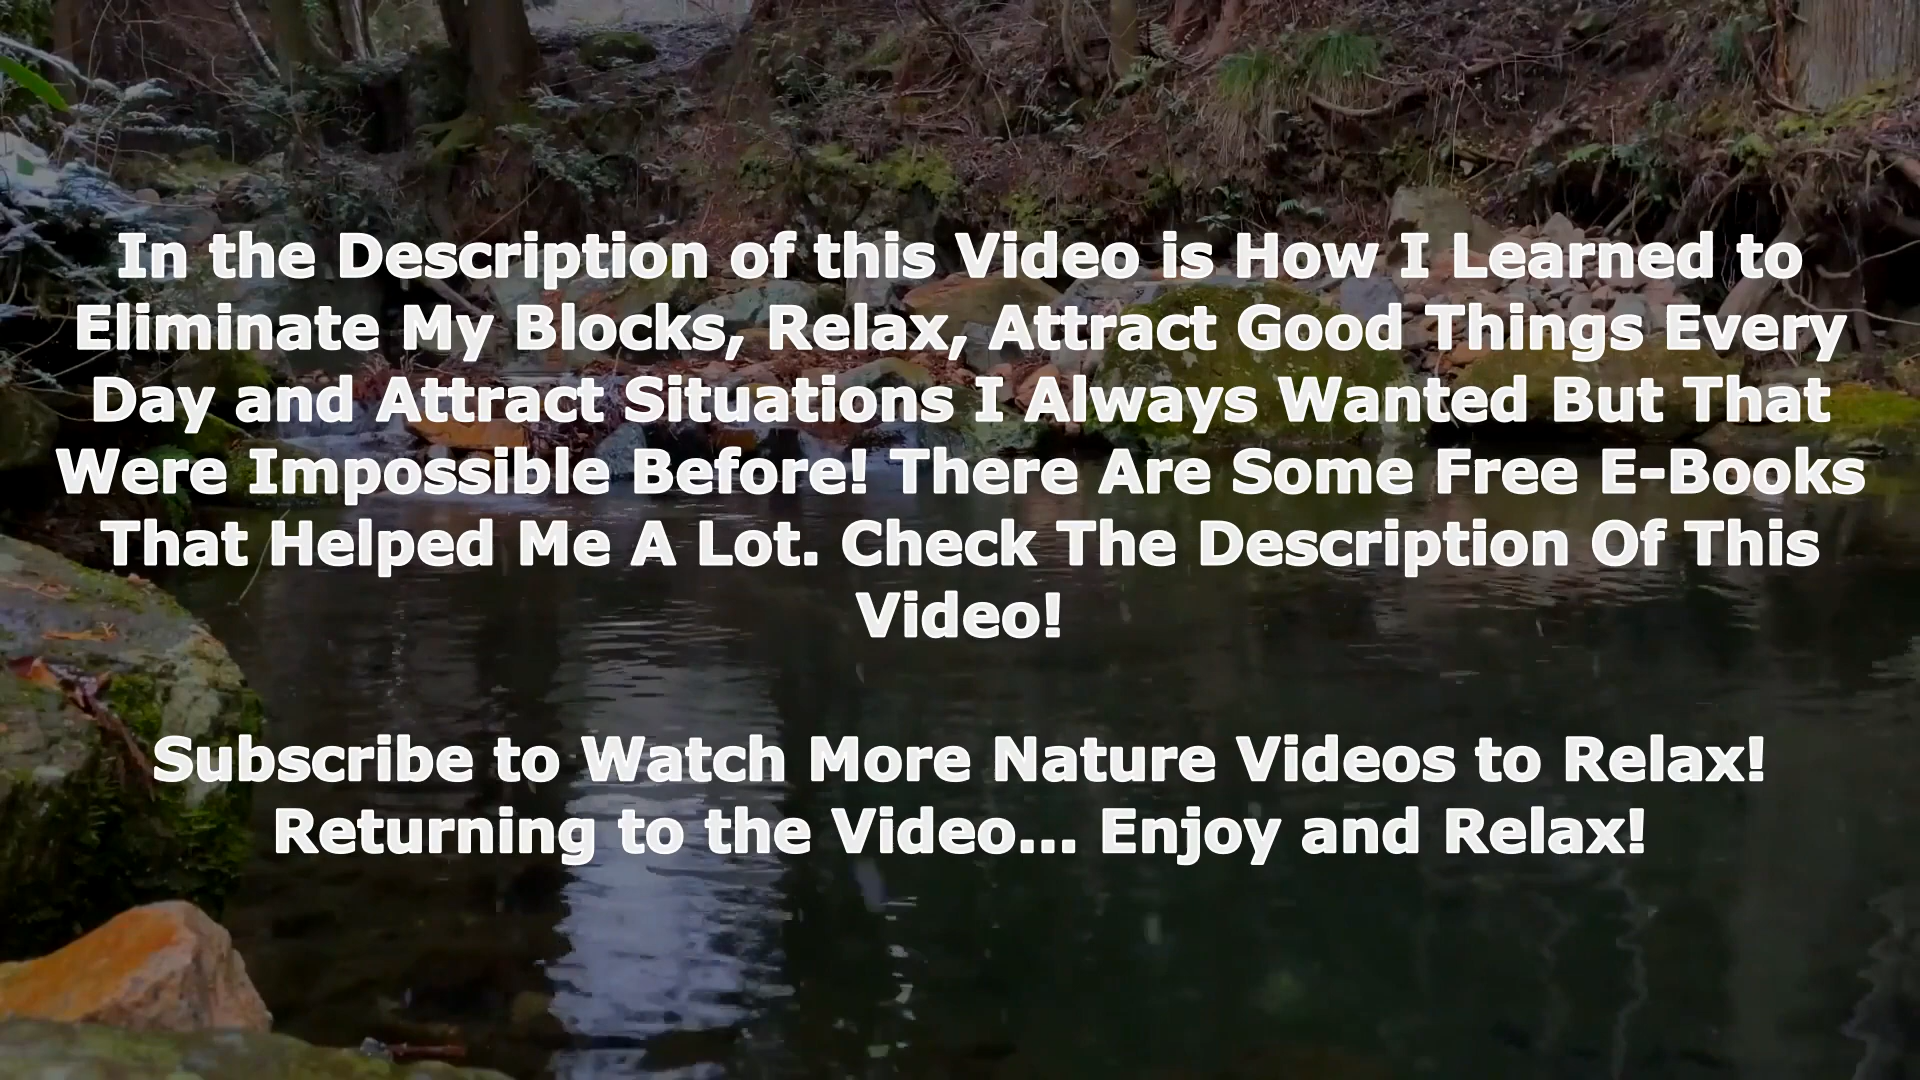 In the Description of this Video is How I Learned to
Eliminate My Blocks, Relax, Attract Good Things Every
Day and Attract Situations I Always Wanted But That
Were Impossible Before! There Are Some Free E-Books
That Helped Me A Lot. Check The Description Of This
Video!
Subscribe to Watch More Nature Videos to Relax!
Returning to the Video... Enjoy and Relax!